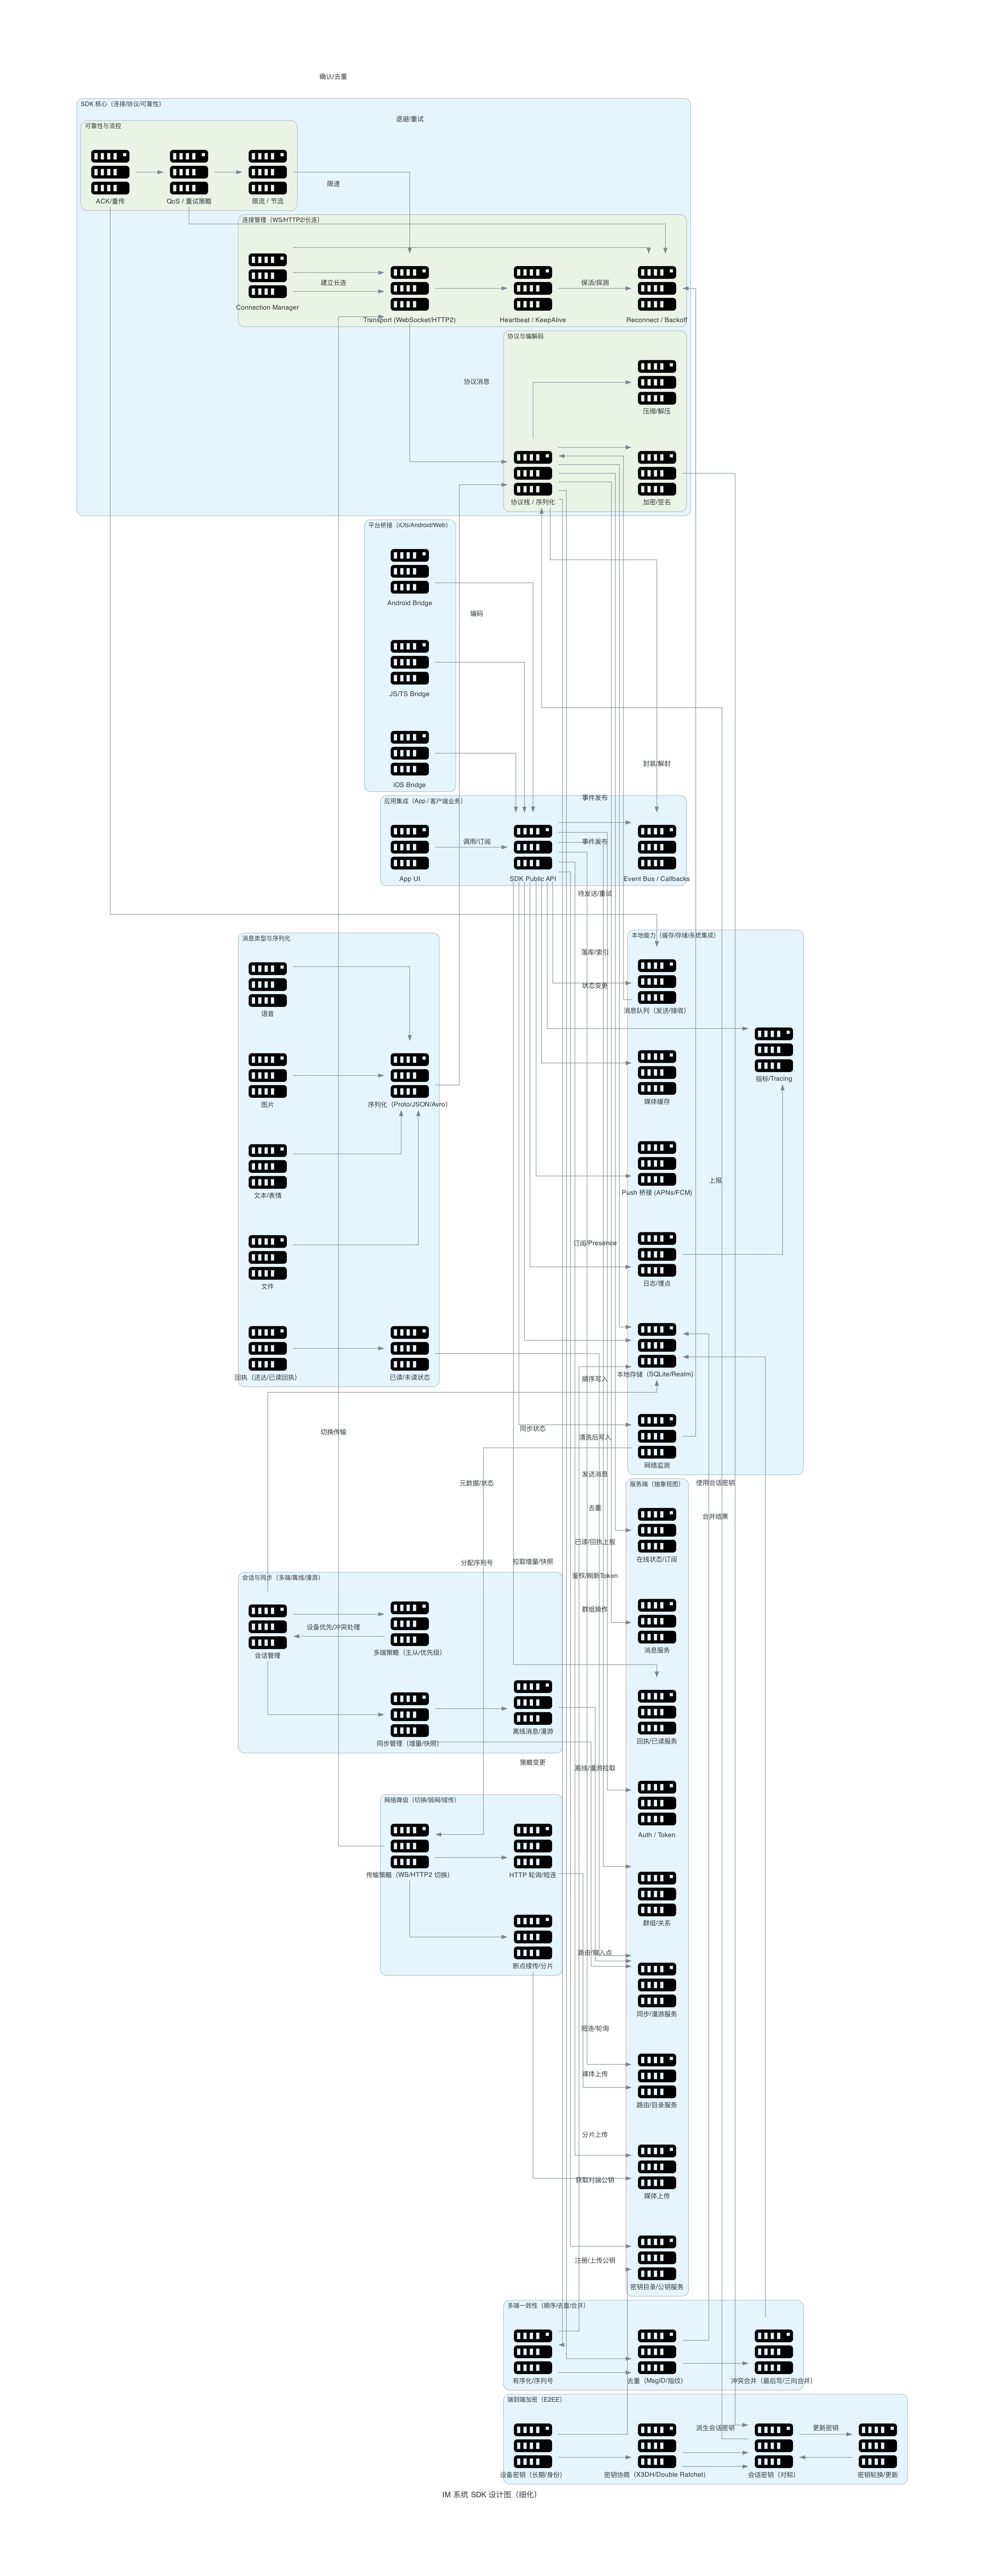 确认/去重
SDK 核心（连接/协议/可靠性）
退避/重试
可靠性与流控
限速
ACK/重传
QoS / 重试策略
限流 / 节流
连接管理（WS/HTTP2/长连）
建立长连
保活/探测
Connection Manager
Transport (WebSocket/HTTP2)
Heartbeat / KeepAlive
Reconnect / Backoff
协议与编解码
协议消息
压缩/解压
协议栈 / 序列化
加密/签名
平台桥接（iOS/Android/Web）
Android Bridge
编码
JS/TS Bridge
封装/解封
iOS Bridge
事件发布
应用集成（App / 客户端业务）
调用/订阅
事件发布
App UI
SDK Public API
Event Bus / Callbacks
待发送/重试
消息类型与序列化
本地能力（缓存/存储/系统集成）
落库/索引
状态变更
语音
消息队列（发送/接收）
指标/Tracing
图片
序列化（Proto/JSON/Avro）
媒体缓存
上报
文本/表情
Push 桥接 (APNs/FCM)
订阅/Presence
文件
日志/埋点
回执（送达/已读回执）
已读/未读状态
本地存储（SQLite/Realm）
顺序写入
切换传输
同步状态
清洗后写入
网络监测
发送消息
元数据/状态
服务端（抽象视图）
使用会话密钥
去重
合并结果
已读/回执上报
在线状态/订阅
分配序列号
拉取增量/快照
鉴权/刷新Token
会话与同步（多端/离线/漫游）
群组操作
设备优先/冲突处理
会话管理
多端策略（主从/优先级）
消息服务
离线消息/漫游
同步管理（增量/快照）
回执/已读服务
策略变更
离线/漫游拉取
网络降级（切换/弱网/续传）
Auth / Token
传输策略（WS/HTTP2 切换）
HTTP 轮询/短连
群组/关系
路由/接入点
断点续传/分片
同步/漫游服务
短连/轮询
媒体上传
路由/目录服务
分片上传
获取对端公钥
媒体上传
注册/上传公钥
密钥目录/公钥服务
多端一致性（顺序/去重/合并）
有序化/序列号
去重（MsgID/指纹）
冲突合并（最后写/三向合并）
端到端加密（E2EE）
派生会话密钥
更新密钥
设备密钥（长期/身份）
密钥协商（X3DH/Double Ratchet）
会话密钥（对称）
密钥轮换/更新
IM 系统 SDK 设计图（细化）